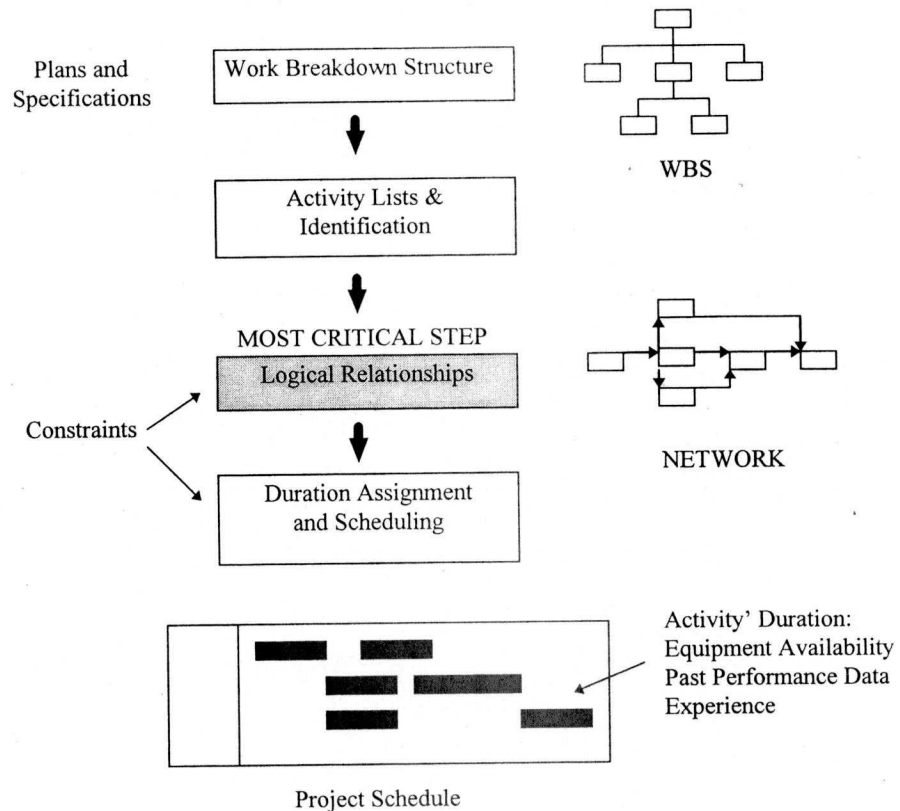 Plans and
Specifications
Work Breakdown Structure
WBS
Activity Lists &
Identification
MOST CRITICAL STEP
Logical Relationships
Constraints
NETWORK
Duration Assignment
and Scheduling
Activity’ Duration:
Equipment Availability
Past Performance Data
Experience
Project Schedule